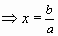 ⇒ x = b/a